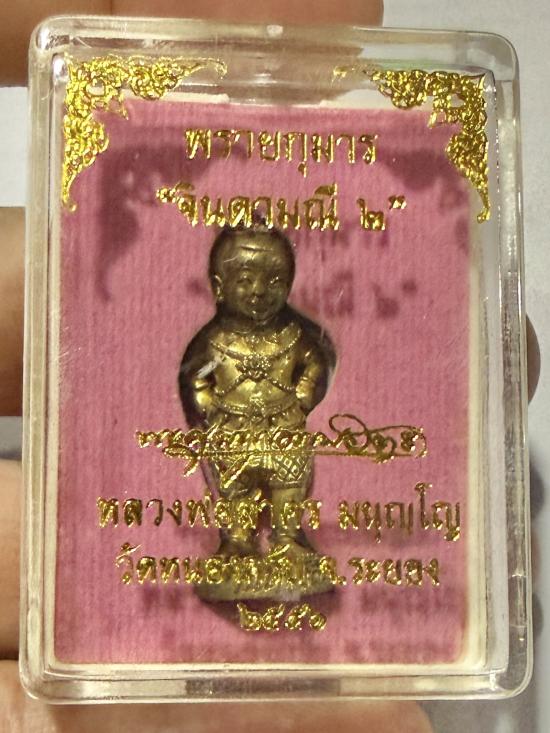 พรายกุมาร
"จินดามณี ๒"
หลวงพ่อสาคร มนุญฺโญ
วัดหนองกรับ จ.ระยอง
๒๕๕๑